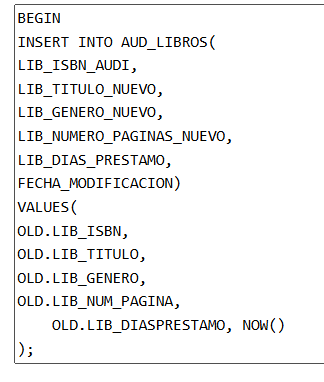 BEGIN
INSERT INTO AUD_LIBROS(
LIB_ISBN_AUDI,
LIB_TITULO_NUEVO,
LIB_GENERO_NUEVO,
LIB_NUMERO_PAGINAS_NUEVO,
LIB_DIAS_PRESTAMO,
FECHA_MODIFICACION)
VALUES(
OLD.LIB_ISBN,
OLD.LIB_TITULO,
OLD.LIB_GENERO,
OLD.LIB_NUM_PAGINA,
    OLD.LIB_DIASPRESTAMO, NOW()
);